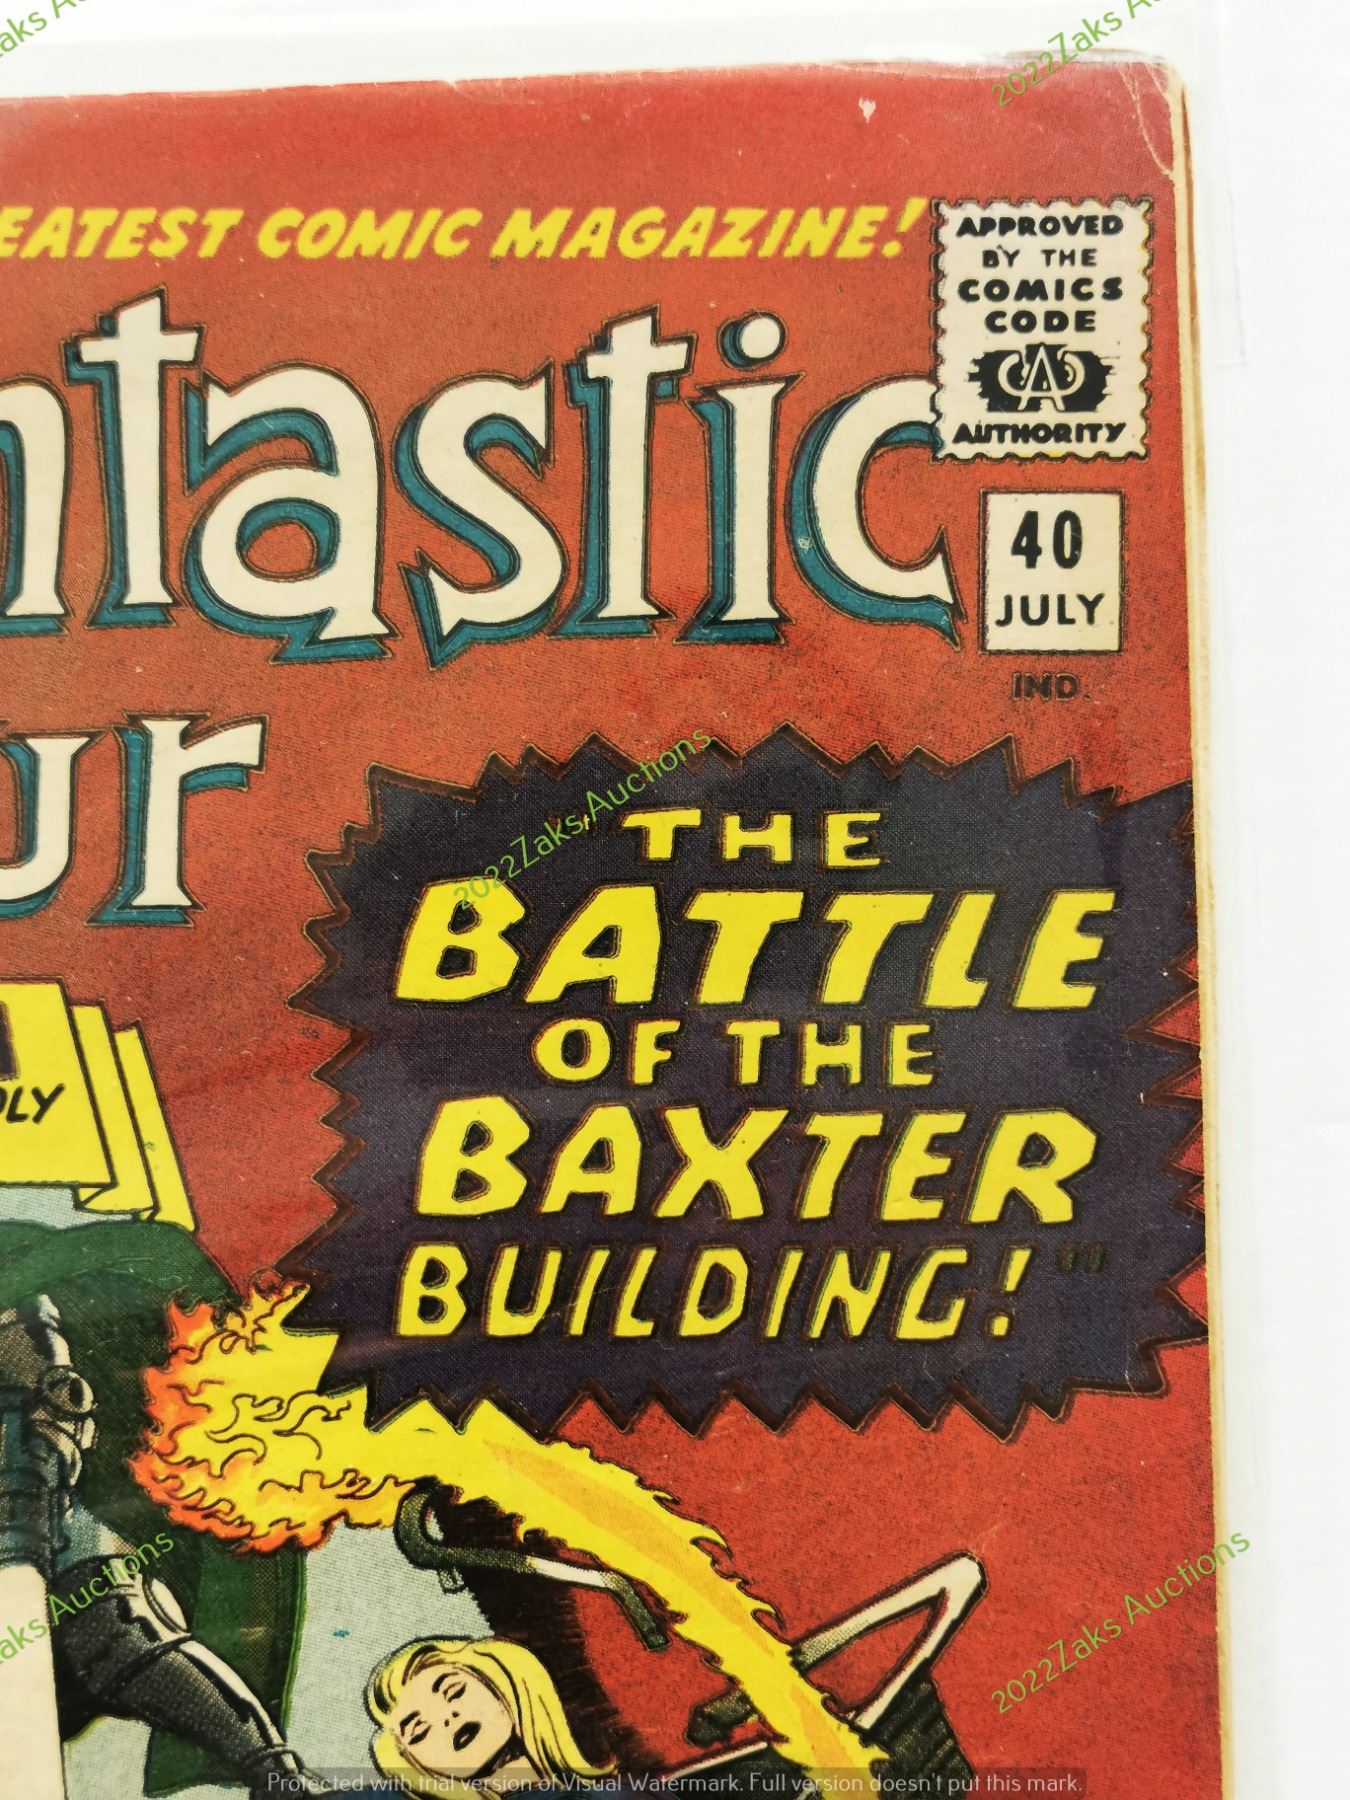 EATEST COMIC MAGAZINE!
APPROVED
BY THE
COMICS
CODE
CA
AUTHORITY
ntastic
40
JULY
IND.
ur
THE
BATTLE
OF THE
BAXTER
BUILDING!"
2022Zaks Auctions
2022Zaks A
aks Auctions
2022Zaks Auctions
Protected with trial version of Visual Watermark. Full version doesn't put this mark.